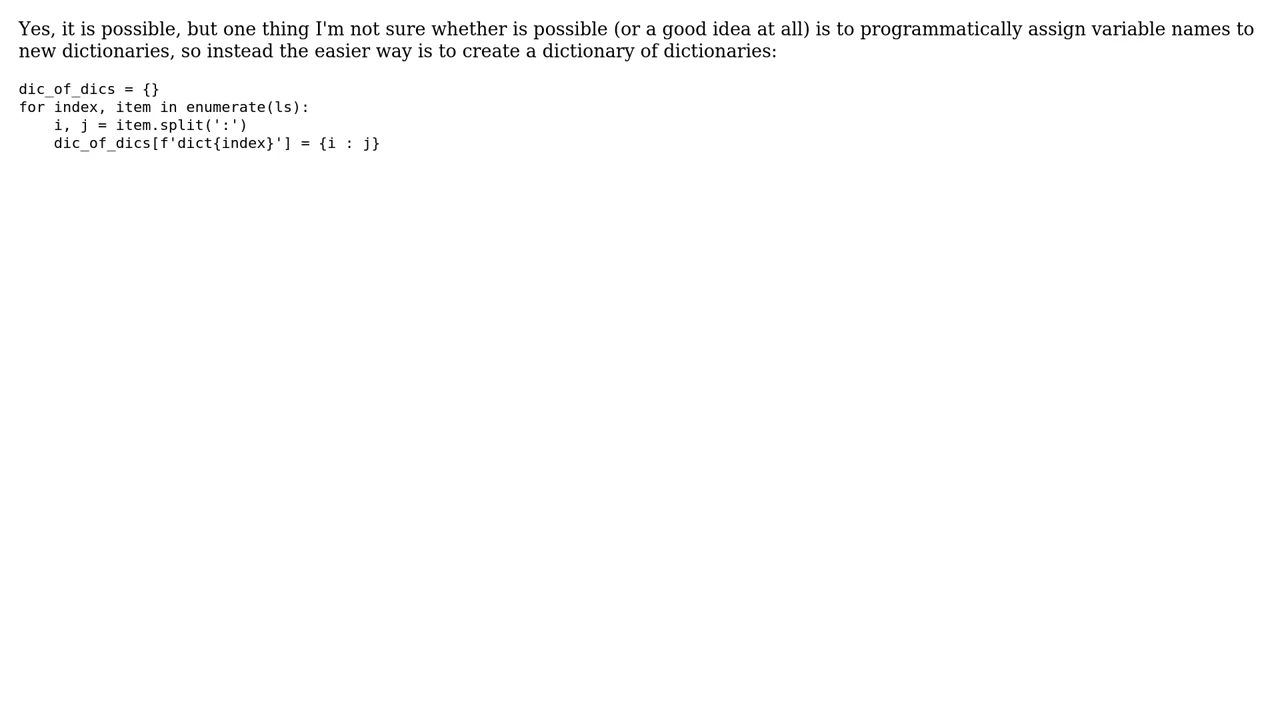 Yes, it is possible, but one thing I'm not sure whether is possible (or a good idea at all) is to programmatically assign variable names to
new dictionaries, so instead the easier way is to create a dictionary of dictionaries:
dic_of_dics = {}
for index, item in enumerate(ls):
    i, j = item.split(':')
    dic_of_dics[f'dict{index}'] = {i : j}